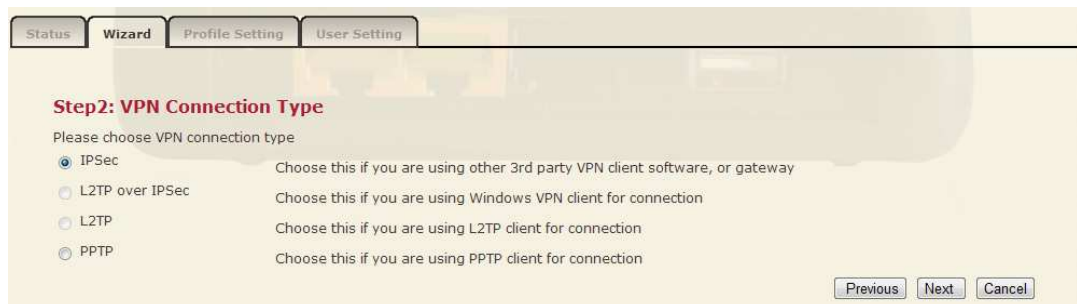 Status Wizard Profile Setting User Setting
Step2: VPN Connection Type
Please choose VPN connection type
IPSec Choose this if you are using other 3rd party VPN client software, or gateway
L2TP over IPSec Choose this if you are using Windows VPN client for connection
L2TP Choose this if you are using L2TP client for connection
PPTP Choose this if you are using PPTP client for connection
Previous Next Cancel